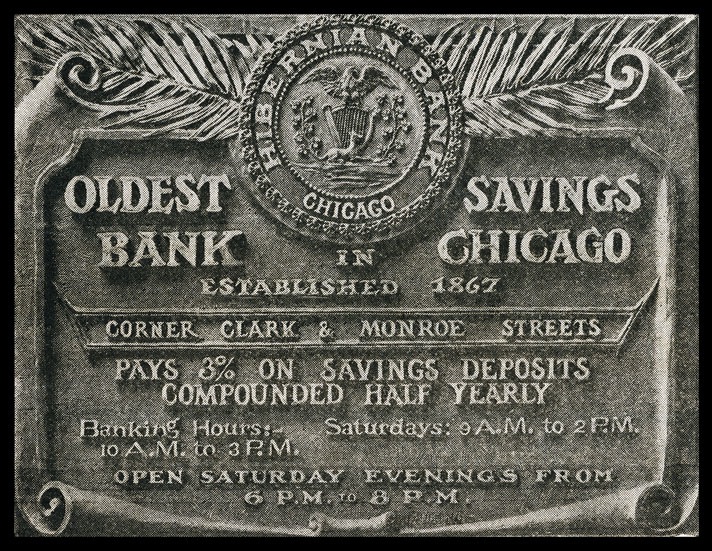 HIBERNIAN BANK
CHICAGO
OLDEST SAVINGS
BANK IN CHICAGO
ESTABLISHED 1867
CORNER CLARK & MONROE STREETS
PAYS 3% ON SAVINGS DEPOSITS
COMPOUNDED HALF YEARLY
Banking Hours:- Saturdays: 9 A.M. to 2 P.M.
10 A.M. to 3 P.M.
OPEN SATURDAY EVENINGS FROM
6 P.M. TO 8 P.M.